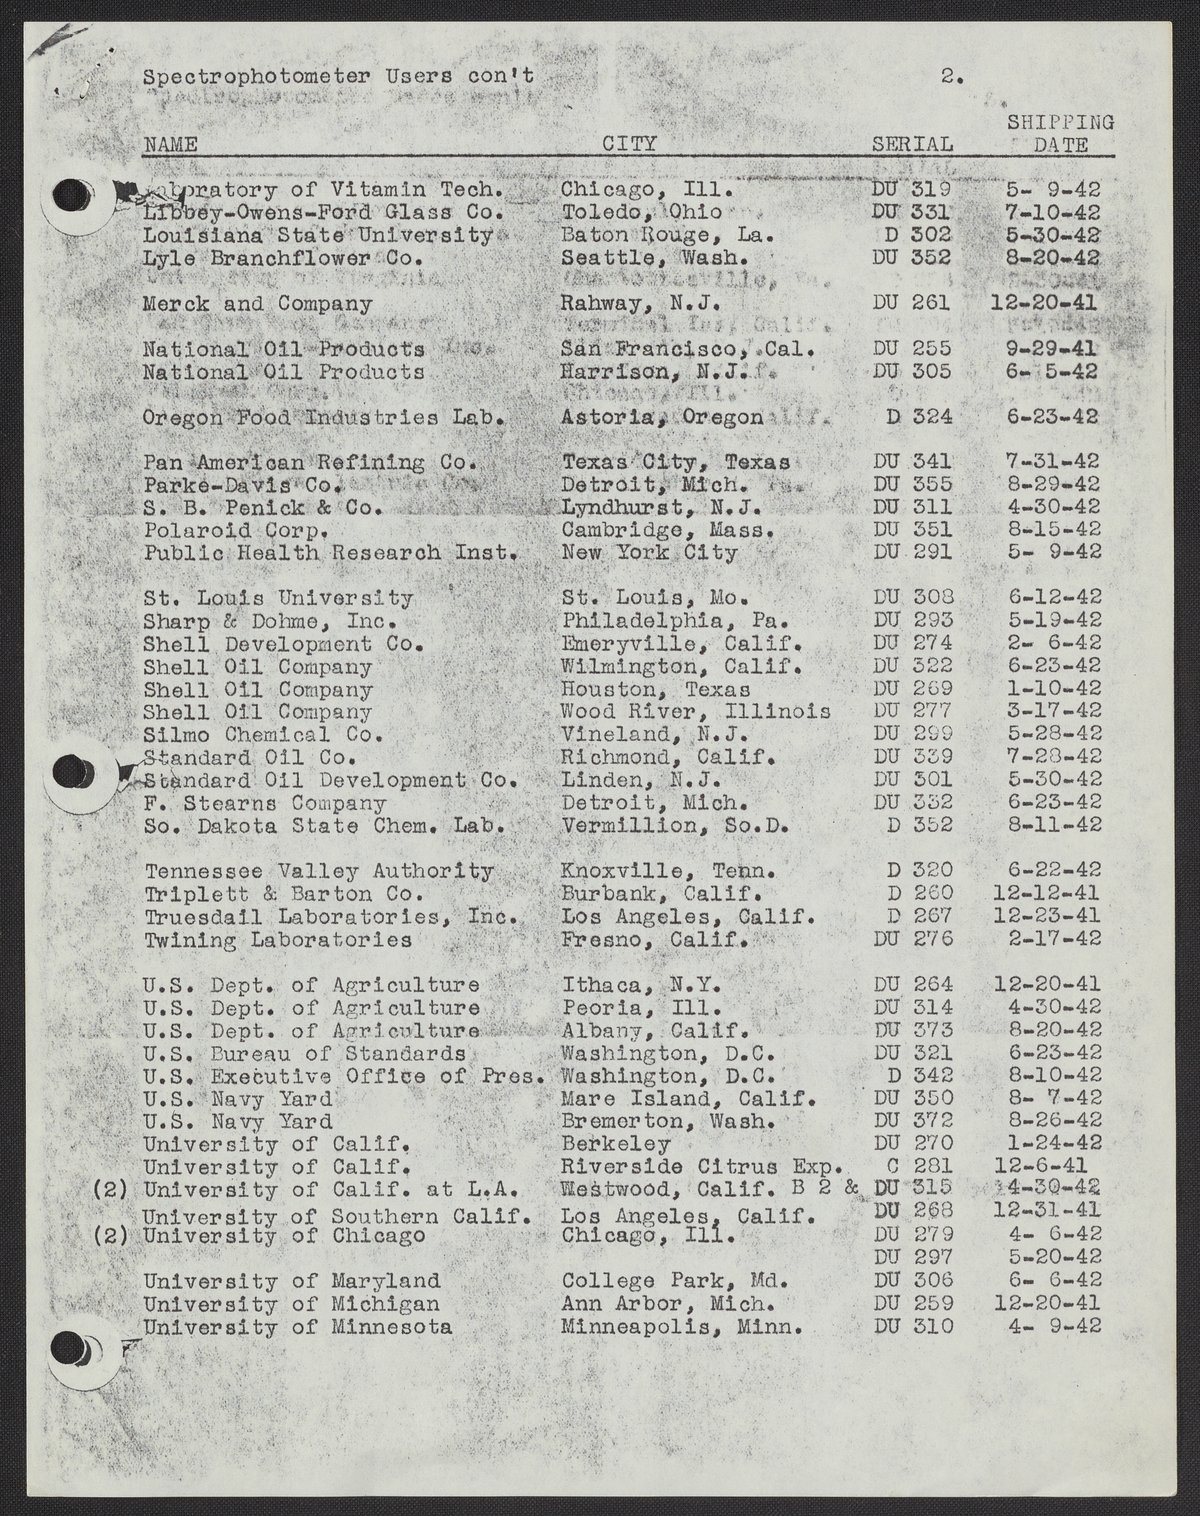 Spectrophotometer Users con't 2.
SHIPPING
NAME CITY SERIAL DATE
Laboratory of Vitamin Tech. Chicago, Ill. DU 319 5- 9-42
Libbey-Owens-Ford Glass Co. Toledo, Ohio DU 331 7-10-42
Louisiana State University Baton Rouge, La. D 302 5-30-42
Lyle Branchflower Co. Seattle, Wash. DU 352 8-20-42
Merck and Company Rahway, N.J. DU 261 12-20-41
National Oil Products San Francisco, Cal. DU 255 9-29-41
National Oil Products Harrison, N.J. DU 305 6- 5-42
Oregon Food Industries Lab. Astoria, Oregon D 324 6-23-42
Pan American Refining Co. Texas City, Texas DU 341 7-31-42
Parke-Davis Co. Detroit, Mich. DU 355 8-29-42
S. B. Penick & Co. Lyndhurst, N.J. DU 311 4-30-42
Polaroid Corp. Cambridge, Mass. DU 351 8-15-42
Public Health Research Inst. New York City DU 291 5- 9-42
St. Louis University St. Louis, Mo. DU 308 6-12-42
Sharp & Dohme, Inc. Philadelphia, Pa. DU 293 5-19-42
Shell Development Co. Emeryville, Calif. DU 274 2- 6-42
Shell Oil Company Wilmington, Calif. DU 322 6-23-42
Shell Oil Company Houston, Texas DU 269 1-10-42
Shell Oil Company Wood River, Illinois DU 277 3-17-42
Silmo Chemical Co. Vineland, N.J. DU 299 5-28-42
Standard Oil Co. Richmond, Calif. DU 339 7-28-42
Standard Oil Development Co. Linden, N.J. DU 301 5-30-42
F. Stearns Company Detroit, Mich. DU 332 6-23-42
So. Dakota State Chem. Lab. Vermillion, So.D. D 352 8-11-42
Tennessee Valley Authority Knoxville, Tenn. D 320 6-22-42
Triplett & Barton Co. Burbank, Calif. D 260 12-12-41
Truesdail Laboratories, Inc. Los Angeles, Calif. D 267 12-23-41
Twining Laboratories Fresno, Calif. DU 276 2-17-42
U.S. Dept. of Agriculture Ithaca, N.Y. DU 264 12-20-41
U.S. Dept. of Agriculture Peoria, Ill. DU 314 4-30-42
U.S. Dept. of Agriculture Albany, Calif. DU 373 8-20-42
U.S. Bureau of Standards Washington, D.C. DU 321 6-23-42
U.S. Executive Office of Pres. Washington, D.C. D 342 8-10-42
U.S. Navy Yard Mare Island, Calif. DU 350 8- 7-42
U.S. Navy Yard Bremerton, Wash. DU 372 8-26-42
University of Calif. Berkeley DU 270 1-24-42
University of Calif. Riverside Citrus Exp. C 281 12-6-41
(2) University of Calif. at L.A. Westwood, Calif. B 2 & DU 315 4-30-42
University of Southern Calif. Los Angeles, Calif. DU 268 12-31-41
(2) University of Chicago Chicago, Ill. DU 279 4- 6-42
DU 297 5-20-42
University of Maryland College Park, Md. DU 306 6- 6-42
University of Michigan Ann Arbor, Mich. DU 259 12-20-41
University of Minnesota Minneapolis, Minn. DU 310 4- 9-42